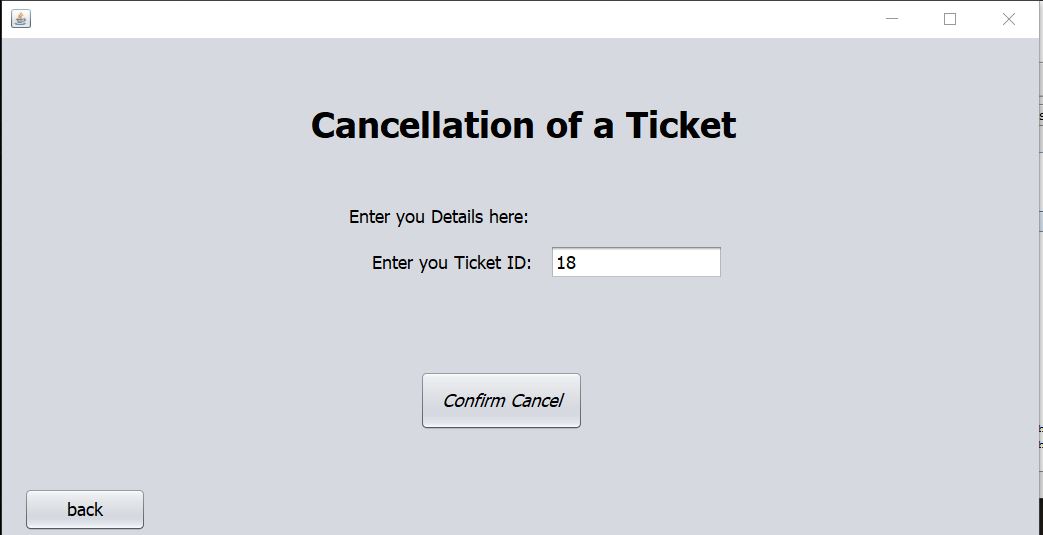 Cancellation of a Ticket
Enter you Details here:
Enter you Ticket ID: 18
Confirm Cancel
back